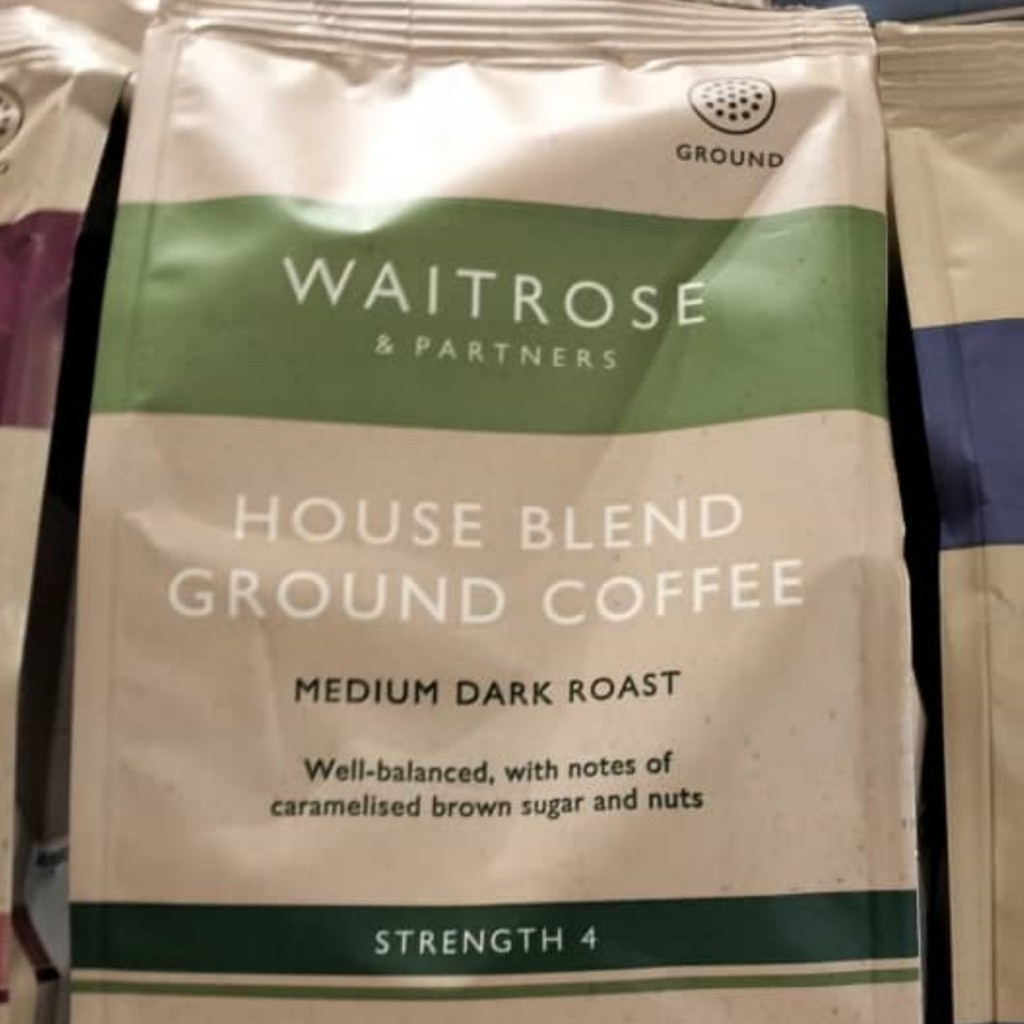 GROUND
WAITROSE
& PARTNERS
HOUSE BLEND
GROUND COFFEE
MEDIUM DARK ROAST
Well-balanced, with notes of
caramelised brown sugar and nuts
STRENGTH 4